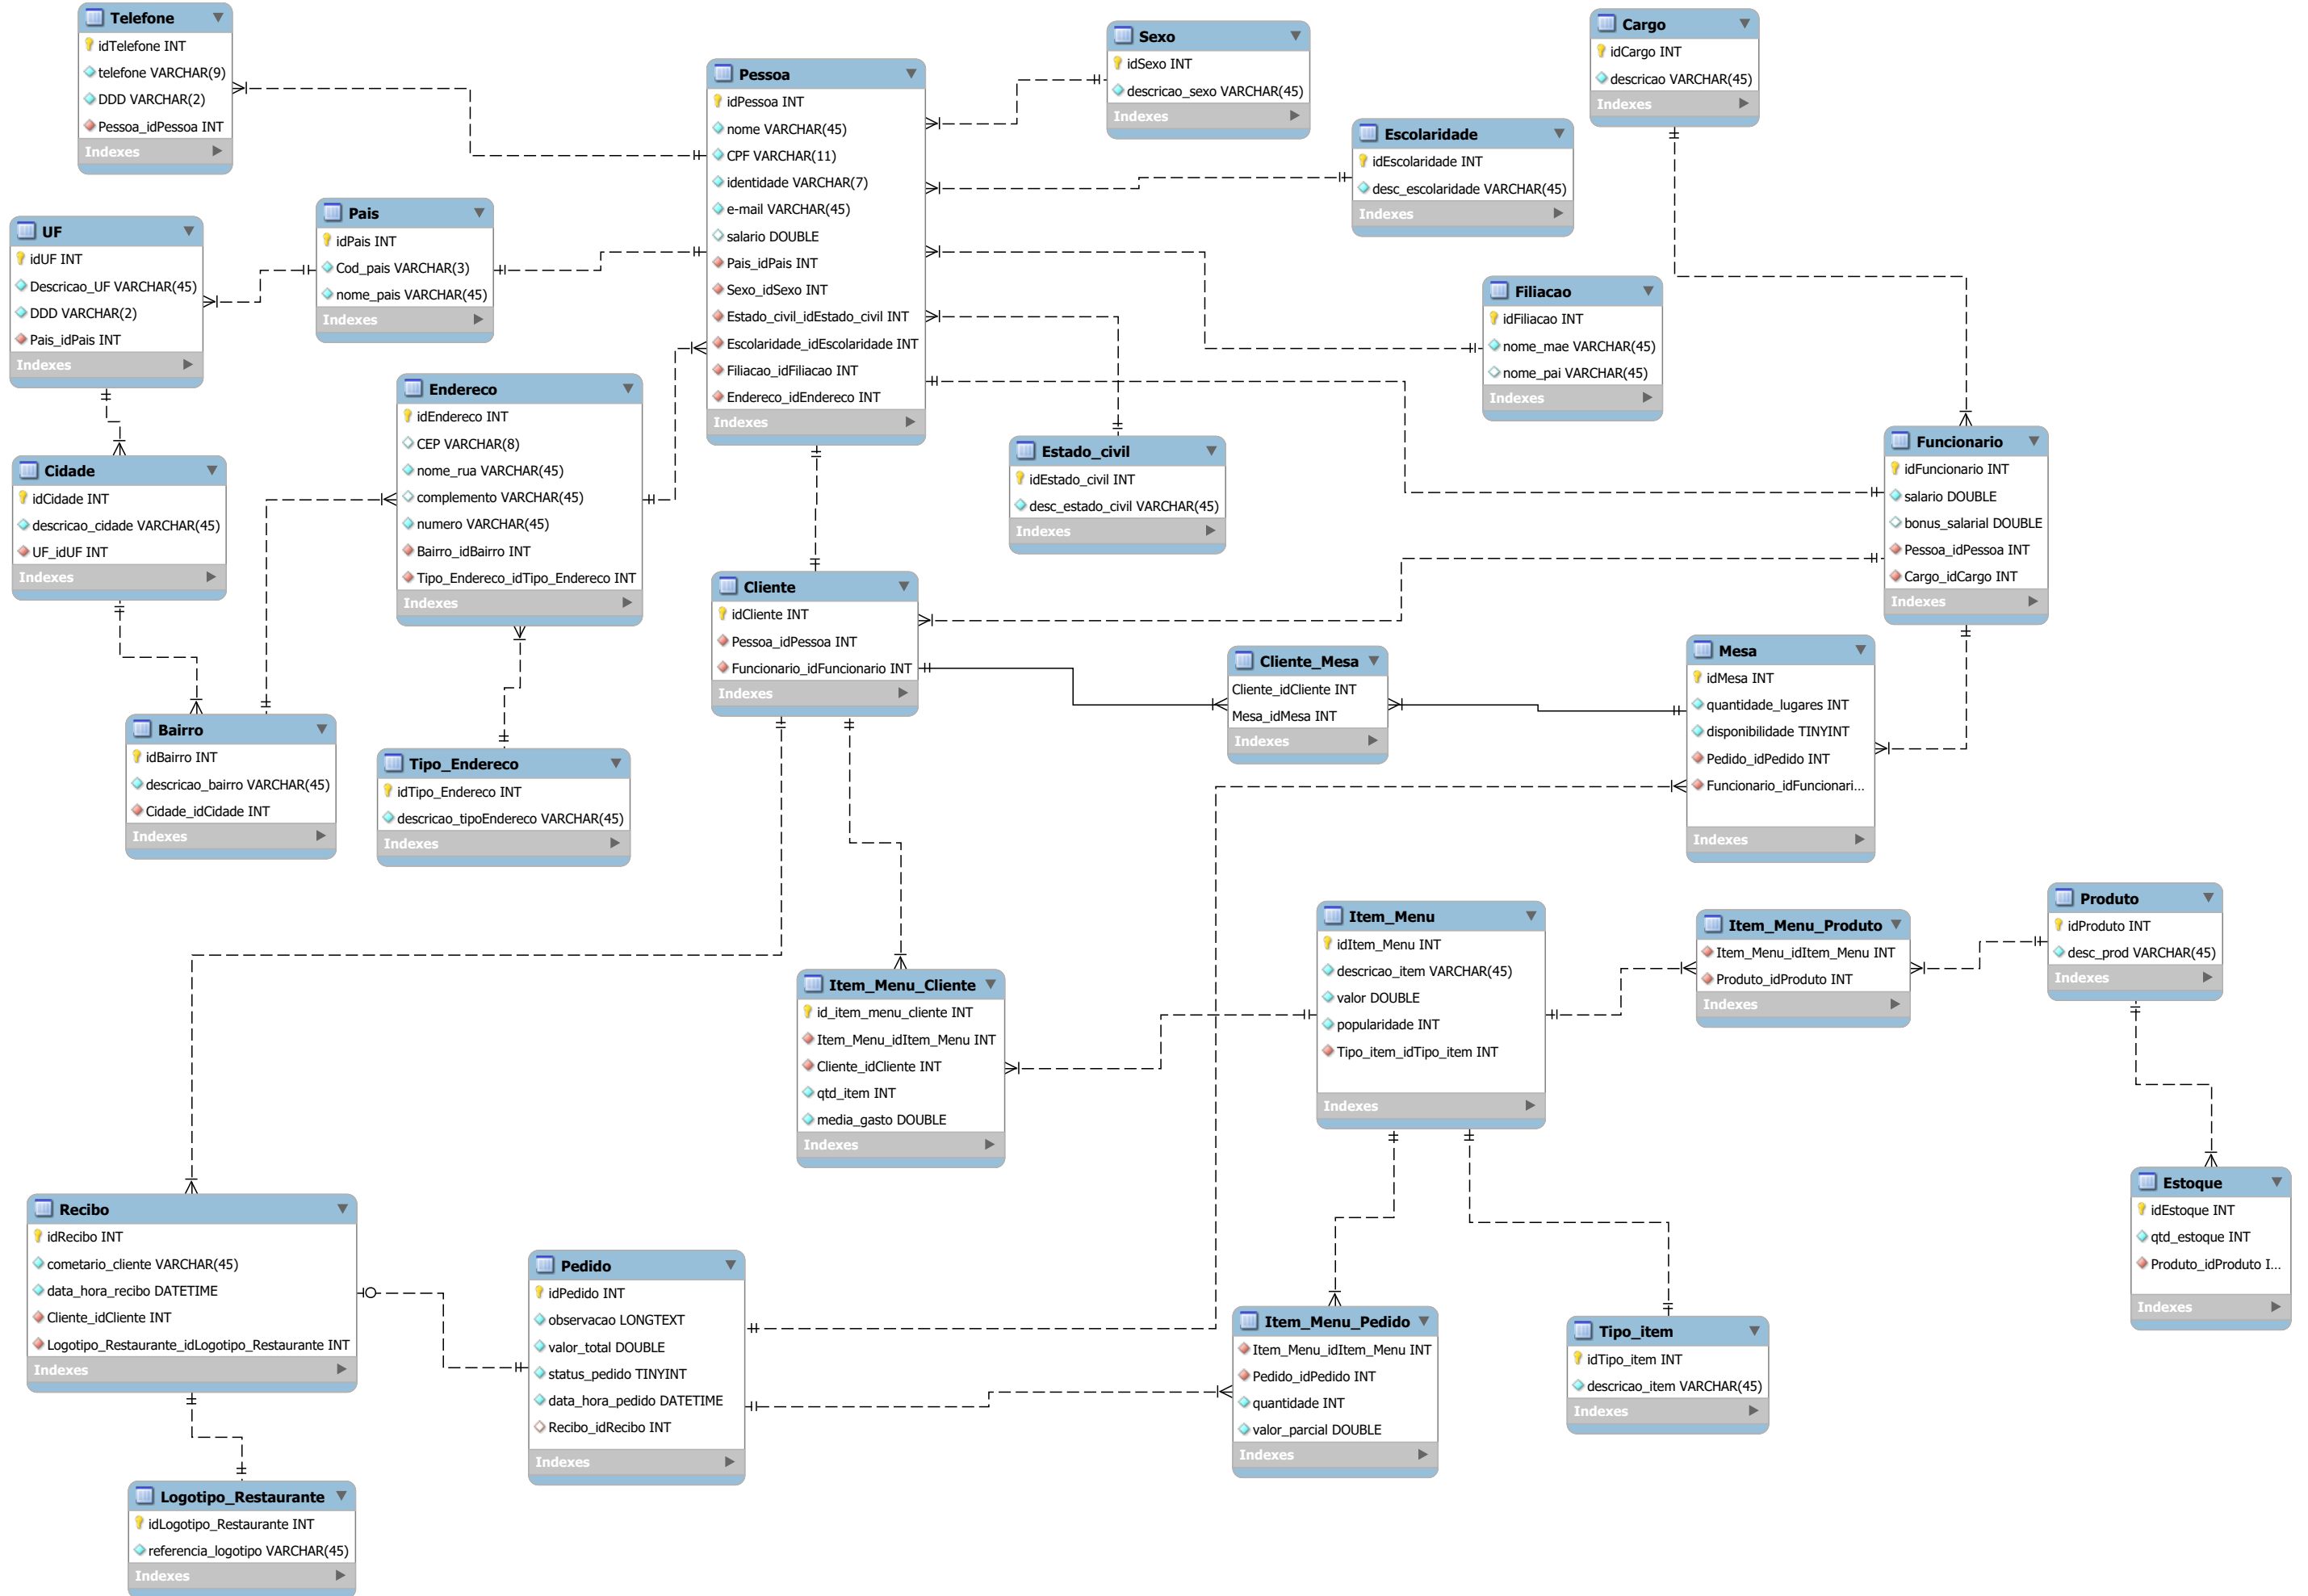 Telefone
idTelefone INT
telefone VARCHAR(9)
DDD VARCHAR(2)
Pessoa_idPessoa INT
Indexes
Pessoa
idPessoa INT
nome VARCHAR(45)
CPF VARCHAR(11)
identidade VARCHAR(7)
e-mail VARCHAR(45)
salario DOUBLE
Pais_idPais INT
Sexo_idSexo INT
Estado_civil_idEstado_civil INT
Escolaridade_idEscolaridade INT
Filiacao_idFiliacao INT
Endereco_idEndereco INT
Indexes
Sexo
idSexo INT
descricao_sexo VARCHAR(45)
Indexes
Cargo
idCargo INT
descricao VARCHAR(45)
Indexes
Escolaridade
idEscolaridade INT
desc_escolaridade VARCHAR(45)
Indexes
UF
idUF INT
Descricao_UF VARCHAR(45)
DDD VARCHAR(2)
Pais_idPais INT
Indexes
Pais
idPais INT
Cod_pais VARCHAR(3)
nome_pais VARCHAR(45)
Indexes
Filiacao
idFiliacao INT
nome_mae VARCHAR(45)
nome_pai VARCHAR(45)
Indexes
Endereco
idEndereco INT
CEP VARCHAR(8)
nome_rua VARCHAR(45)
complemento VARCHAR(45)
numero VARCHAR(45)
Bairro_idBairro INT
Tipo_Endereco_idTipo_Endereco INT
Indexes
Cidade
idCidade INT
descricao_cidade VARCHAR(45)
UF_idUF INT
Indexes
Estado_civil
idEstado_civil INT
desc_estado_civil VARCHAR(45)
Indexes
Funcionario
idFuncionario INT
salario DOUBLE
bonus_salarial DOUBLE
Pessoa_idPessoa INT
Cargo_idCargo INT
Indexes
Cliente
idCliente INT
Pessoa_idPessoa INT
Funcionario_idFuncionario INT
Indexes
Cliente_Mesa
Cliente_idCliente INT
Mesa_idMesa INT
Indexes
Mesa
idMesa INT
quantidade_lugares INT
disponibilidade TINYINT
Pedido_idPedido INT
Funcionario_idFuncionari...
Indexes
Bairro
idBairro INT
descricao_bairro VARCHAR(45)
Cidade_idCidade INT
Indexes
Tipo_Endereco
idTipo_Endereco INT
descricao_tipoEndereco VARCHAR(45)
Indexes
Item_Menu
idItem_Menu INT
descricao_item VARCHAR(45)
valor DOUBLE
popularidade INT
Tipo_item_idTipo_item INT
Indexes
Item_Menu_Produto
Item_Menu_idItem_Menu INT
Produto_idProduto INT
Indexes
Produto
idProduto INT
desc_prod VARCHAR(45)
Indexes
Item_Menu_Cliente
id_item_menu_cliente INT
Item_Menu_idItem_Menu INT
Cliente_idCliente INT
qtd_item INT
media_gasto DOUBLE
Indexes
Estoque
idEstoque INT
qtd_estoque INT
Produto_idProduto I...
Indexes
Recibo
idRecibo INT
cometario_cliente VARCHAR(45)
data_hora_recibo DATETIME
Cliente_idCliente INT
Logotipo_Restaurante_idLogotipo_Restaurante INT
Indexes
Pedido
idPedido INT
observacao LONGTEXT
valor_total DOUBLE
status_pedido TINYINT
data_hora_pedido DATETIME
Recibo_idRecibo INT
Indexes
Item_Menu_Pedido
Item_Menu_idItem_Menu INT
Pedido_idPedido INT
quantidade INT
valor_parcial DOUBLE
Indexes
Tipo_item
idTipo_item INT
descricao_item VARCHAR(45)
Indexes
Logotipo_Restaurante
idLogotipo_Restaurante INT
referencia_logotipo VARCHAR(45)
Indexes